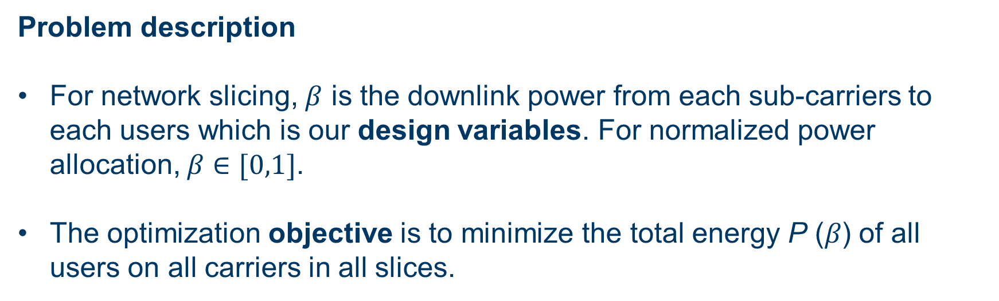 Problem description
• For network slicing, 𝛽 is the downlink power from each sub-carriers to
each users which is our design variables. For normalized power
allocation, 𝛽 ∈ [0,1].
• The optimization objective is to minimize the total energy P (𝛽) of all
users on all carriers in all slices.